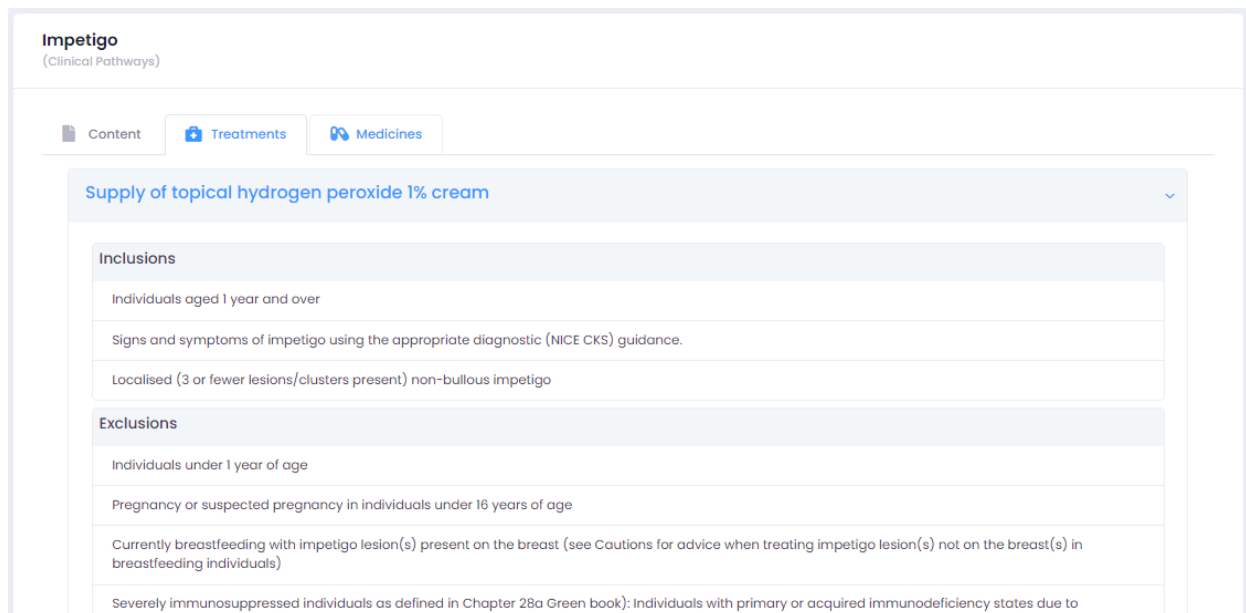 Impetigo
(Clinical Pathways)
Content
Treatments
Medicines
Supply of topical hydrogen peroxide 1% cream
Inclusions
Individuals aged 1 year and over
Signs and symptoms of impetigo using the appropriate diagnostic (NICE CKS) guidance.
Localised (3 or fewer lesions/clusters present) non-bullous impetigo
Exclusions
Individuals under 1 year of age
Pregnancy or suspected pregnancy in individuals under 16 years of age
Currently breastfeeding with impetigo lesion(s) present on the breast (see Cautions for advice when treating impetigo lesion(s) not on the breast(s) in
breastfeeding individuals)
Severely immunosuppressed individuals as defined in Chapter 28a Green book): Individuals with primary or acquired immunodeficiency states due to